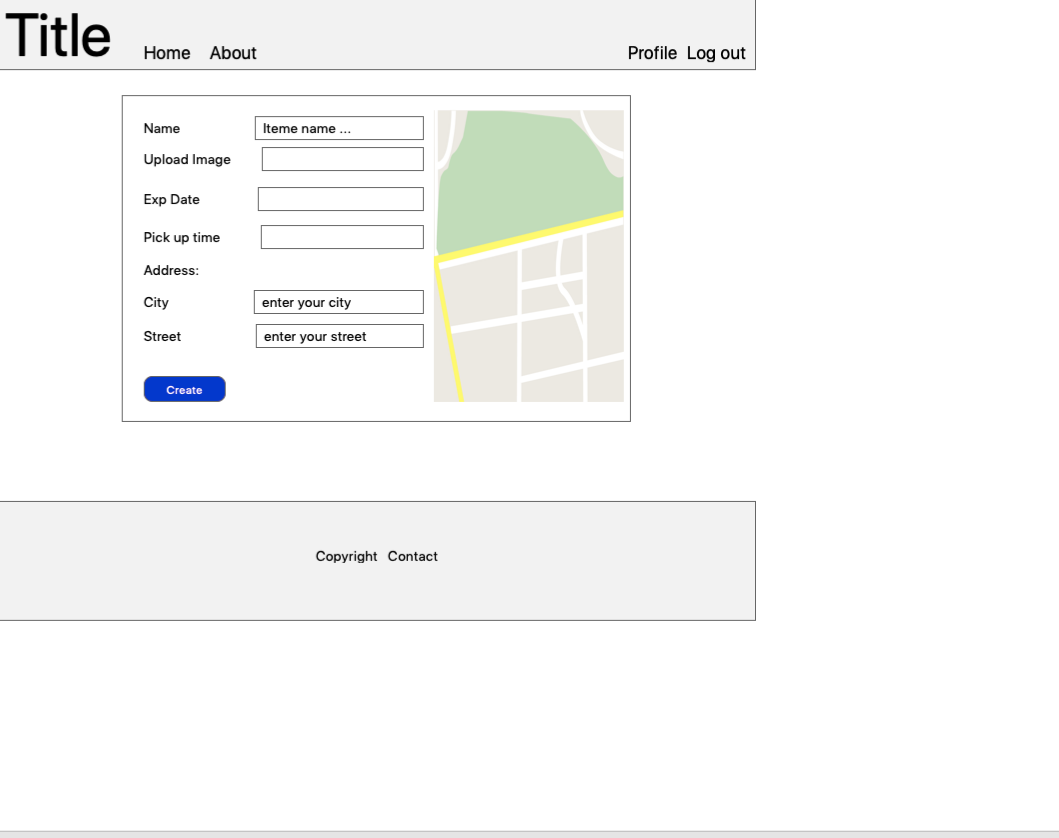 Title Home About Profile Log out
Name Iteme name ...
Upload Image
Exp Date
Pick up time
Address:
City enter your city
Street enter your street
Create
Copyright Contact